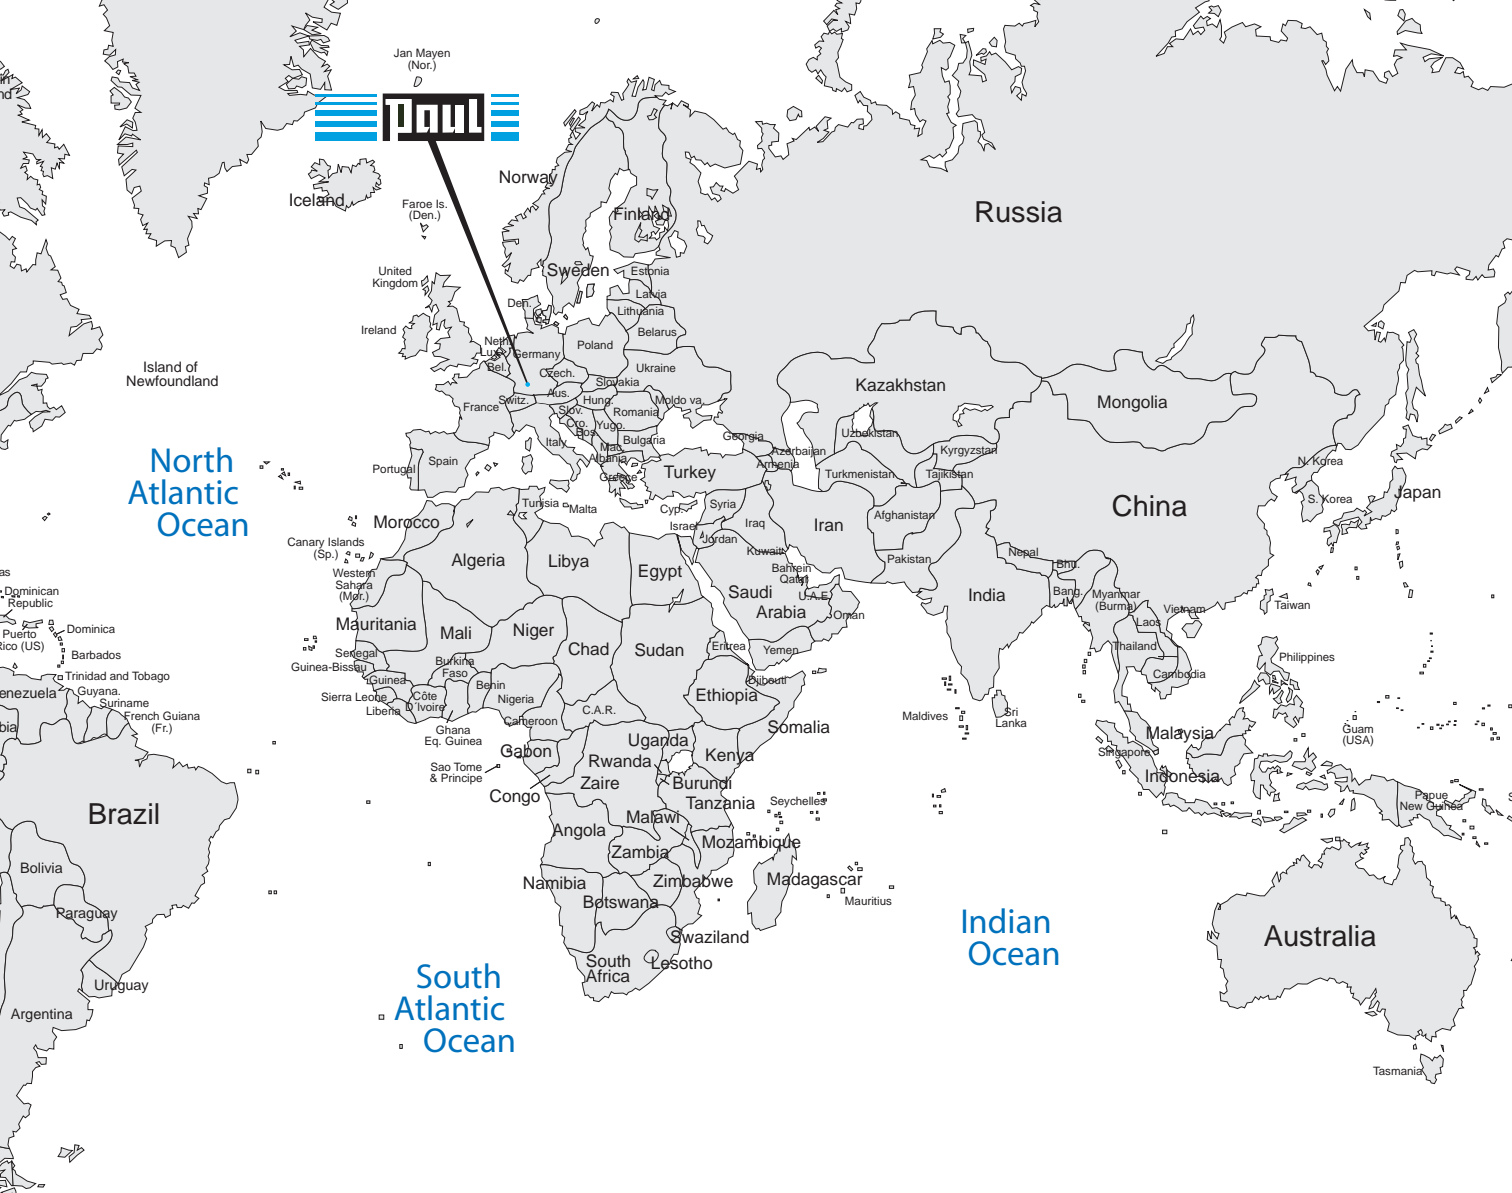 Jan Mayen
(Nor.)
Paul
Iceland
Faroe Is.
(Den.)
Norway
Finland
Sweden
Russia
Estonia
Latvia
Lithuania
Belarus
United
Kingdom
Ireland
Den.
Neth.
Lux.
Bel.
Germany
Poland
Czech.
Slovakia
Ukraine
Aus.
Switz.
France
Hung.
Moldo va.
Slov.
Romania
Cro.
Yugo.
Bos.
Italy
Bulgaria
Mac.
Albania
Greece
Portugal
Spain
Georgia
Azerbaijan
Armenia
Turkey
Kazakhstan
Uzbekistan
Kyrgyzstan
Turkmenistan
Tajikistan
Mongolia
China
N. Korea
S. Korea
Japan
Island of
Newfoundland
North
Atlantic
Ocean
Canary Islands
(Sp.)
Morocco
Tunisia
Malta
Cyp.
Syria
Israel
Jordan
Iraq
Kuwait
Iran
Afghanistan
Pakistan
Bahrein
Qatar
U.A.E.
Saudi
Arabia
Oman
Yemen
Nepal
Bhu.
Bang.
India
Myanmar
(Burma)
Vietnam
Laos
Thailand
Cambodia
Taiwan
Philippines
Algeria
Libya
Egypt
Western
Sahara
(Mor.)
Mauritania
Mali
Niger
Chad
Sudan
Eritrea
Djibouti
Ethiopia
Somalia
Senegal
Guinea-Bissau
Guinea
Sierra Leone
Liberia
Burkina
Faso
Côte
D'Ivoire
Benin
Nigeria
Ghana
Eq. Guinea
Cameroon
C.A.R.
Sao Tome
& Principe
Gabon
Congo
Uganda
Rwanda
Kenya
Zaire
Burundi
Tanzania
Seychelles
Malawi
Angola
Zambia
Mozambique
Namibia
Zimbabwe
Botswana
Madagascar
Mauritius
Swaziland
South
Africa
Lesotho
Maldives
Sri
Lanka
Malaysia
Singapore
Indonesia
Guam
(USA)
Papue
New Guinea
Australia
Tasmania
Indian
Ocean
South
Atlantic
Ocean
Dominican
Republic
Puerto
Rico (US)
Dominica
Barbados
Trinidad and Tobago
Guyana.
Suriname
French Guiana
(Fr.)
enezuela
bia
Brazil
Bolivia
Paraguay
Uruguay
Argentina